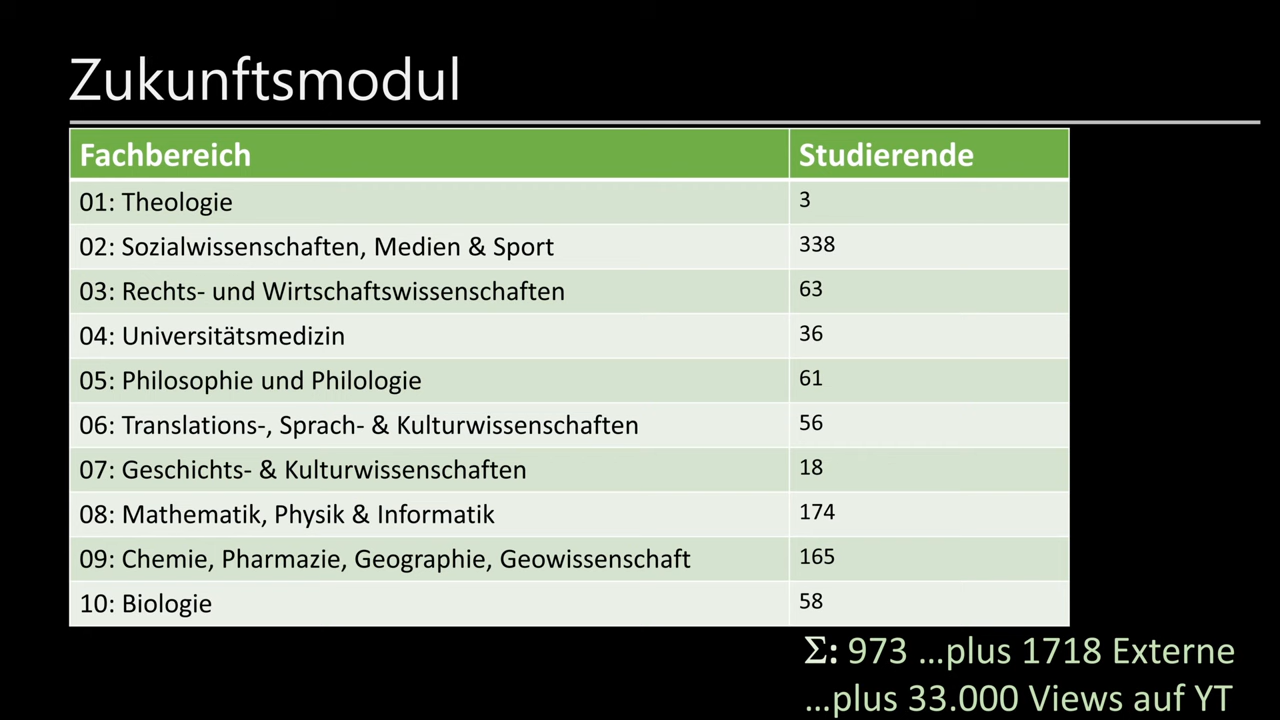 Zukunftsmodul
Fachbereich Studierende
01: Theologie 3
02: Sozialwissenschaften, Medien & Sport 338
03: Rechts- und Wirtschaftswissenschaften 63
04: Universitätsmedizin 36
05: Philosophie und Philologie 61
06: Translations-, Sprach- & Kulturwissenschaften 56
07: Geschichts- & Kulturwissenschaften 18
08: Mathematik, Physik & Informatik 174
09: Chemie, Pharmazie, Geographie, Geowissenschaft 165
10: Biologie 58
Σ: 973 ...plus 1718 Externe
...plus 33.000 Views auf YT